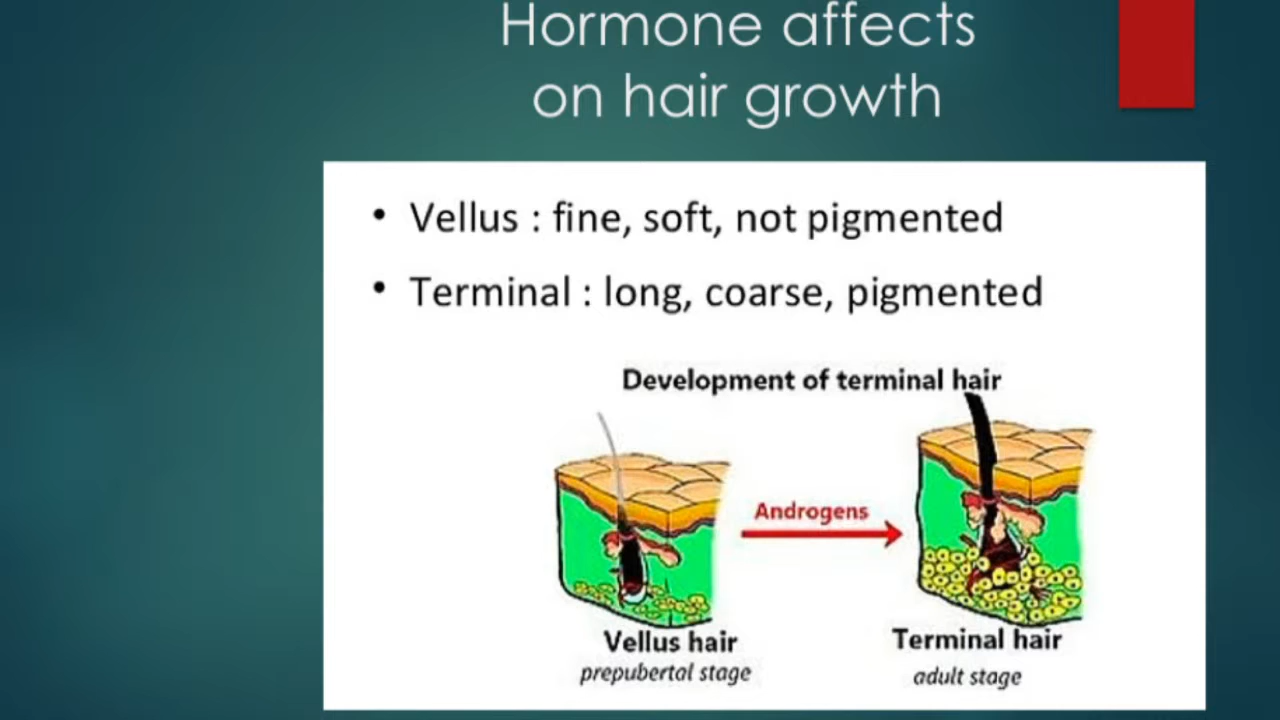 Hormone affects
on hair growth
• Vellus : fine, soft, not pigmented
• Terminal : long, coarse, pigmented
Development of terminal hair
Androgens
Vellus hair
prepubertal stage
Terminal hair
adult stage